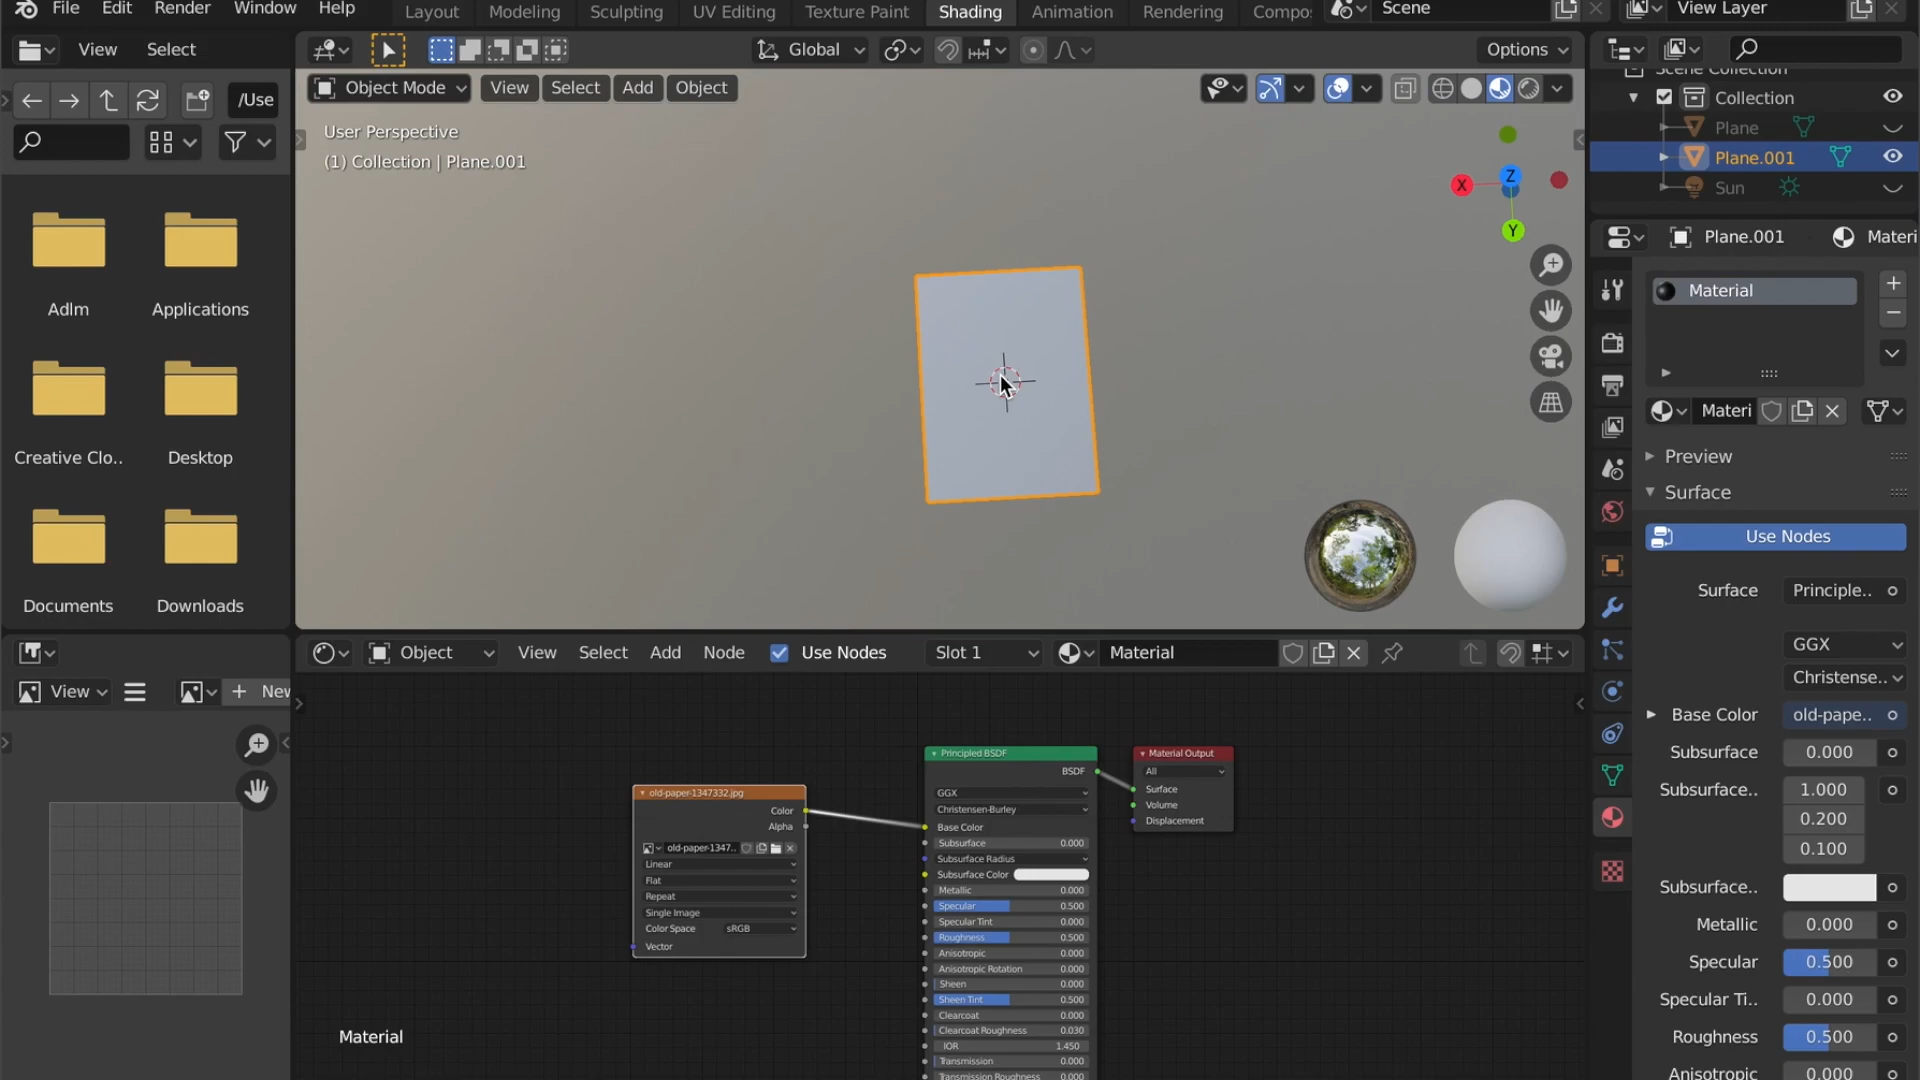 File Edit Render Window Help Layout Modeling Sculpting UV Editing Texture Paint Shading Animation Rendering Compo Scene View Layer
View Select Global Options
Object Mode View Select Add Object
/Use
User Perspective
(1) Collection | Plane.001
Adlm Applications
Creative Clo.. Desktop
Documents Downloads
X Z Y
Scene Collection
Collection
Plane
Plane.001
Sun
Plane.001 Materi
Material
Materi
Preview
Surface
Use Nodes
Surface Principle..
GGX
Christense..
Base Color old-pape..
Subsurface 0.000
Subsurface.. 1.000
0.200
0.100
Subsurface..
Metallic 0.000
Specular 0.500
Specular Ti.. 0.000
Roughness 0.500
Anisotropic 0.000
View New
Object View Select Add Node Use Nodes Slot 1 Material
old-paper-1347332.jpg
Color
Alpha
old-paper-1347..
Linear
Flat
Repeat
Single Image
Color Space sRGB
Vector
Principled BSDF
BSDF
GGX
Christensen-Burley
Base Color
Subsurface 0.000
Subsurface Radius
Subsurface Color
Metallic 0.000
Specular 0.500
Specular Tint 0.000
Roughness 0.500
Anisotropic 0.000
Anisotropic Rotation 0.000
Sheen 0.000
Sheen Tint 0.500
Clearcoat 0.000
Clearcoat Roughness 0.030
IOR 1.450
Transmission 0.000
Transmission Roughness 0.000
Material Output
All
Surface
Volume
Displacement
Material